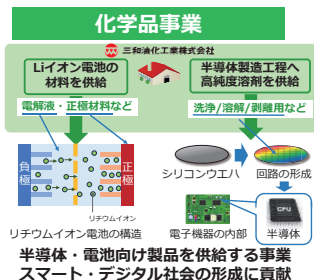 化学品事業
三和油化工業株式会社
Liイオン電池の
材料を供給
半導体製造工程へ
高純度溶剤を供給
電解液・正極材料など
洗浄/溶解/剥離用など
負極
正極
リチウムイオン
リチウムイオン電池の構造
シリコンウエハ
回路の形成
CPU
電子機器の内部
半導体
半導体・電池向け製品を供給する事業
スマート・デジタル社会の形成に貢献